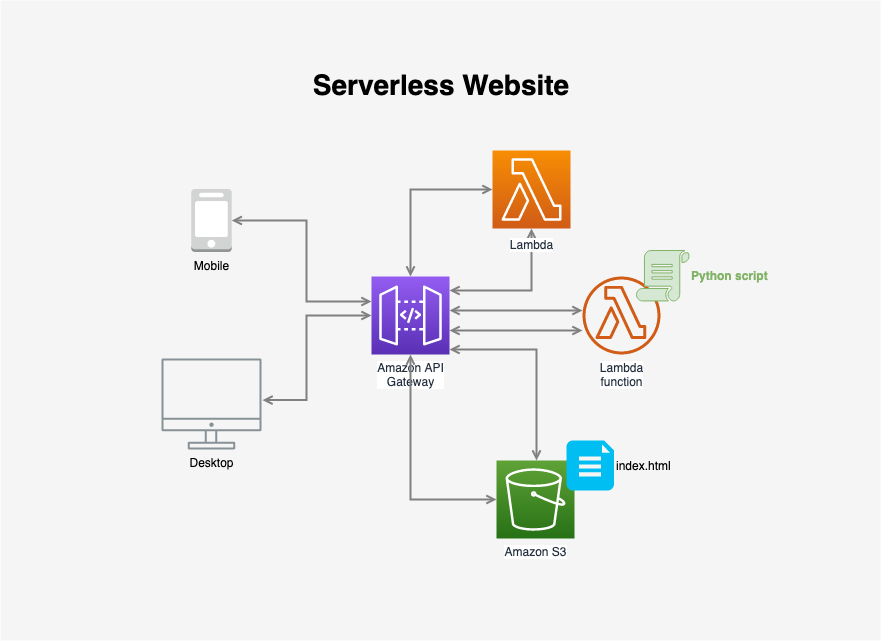 Serverless Website
Lambda
Mobile
Python script
Amazon API
Gateway
Lambda
function
Desktop
index.html
Amazon S3